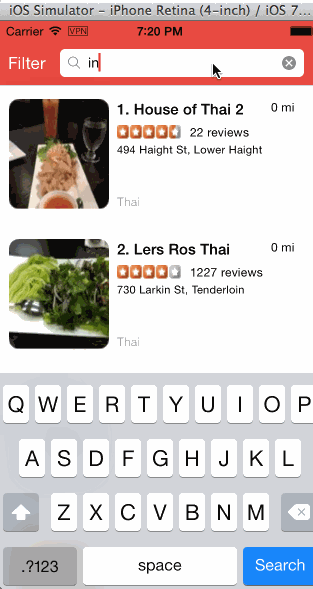 iOS Simulator - iPhone Retina (4-inch) / iOS 7...
Carrier VPN 7:20 PM
Filter in
1. House of Thai 2 0 mi
22 reviews
494 Haight St, Lower Haight
Thai
2. Lers Ros Thai 0 mi
1227 reviews
730 Larkin St, Tenderloin
Thai
Q W E R T Y U I O P
A S D F G H J K L
Z X C V B N M
.?123 space Search